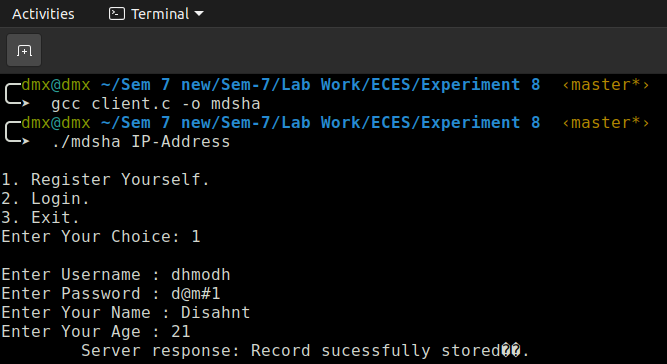 Activities Terminal
dmx@dmx ~/Sem 7 new/Sem-7/Lab Work/ECES/Experiment 8 ‹master*›
gcc client.c -o mdsha
dmx@dmx ~/Sem 7 new/Sem-7/Lab Work/ECES/Experiment 8 ‹master*›
./mdsha IP-Address
1. Register Yourself.
2. Login.
3. Exit.
Enter Your Choice: 1
Enter Username : dhmodh
Enter Password : d@m#1
Enter Your Name : Disahnt
Enter Your Age : 21
Server response: Record sucessfully stored��.